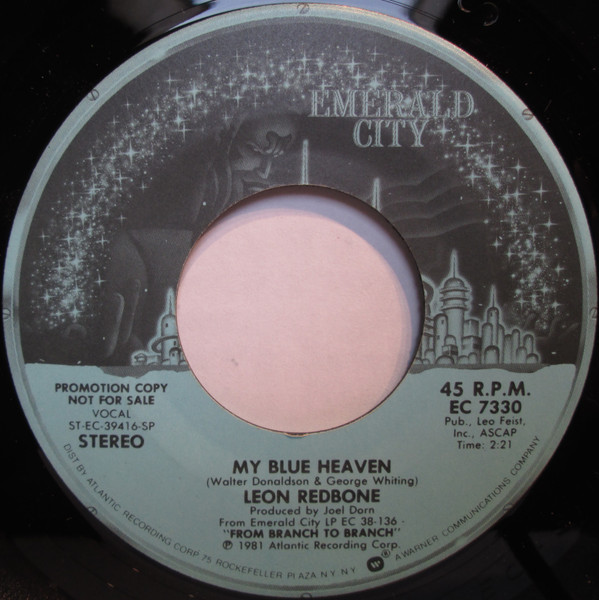 EMERALD
CITY
PROMOTION COPY
NOT FOR SALE
VOCAL
ST-EC-39416-SP
STEREO
45 R.P.M.
EC 7330
Pub., Leo Feist,
Inc., ASCAP
Time: 2:21
MY BLUE HEAVEN
(Walter Donaldson & George Whiting)
LEON REDBONE
Produced by Joel Dorn
From Emerald City LP EC 38-136
"FROM BRANCH TO BRANCH"
℗ 1981 Atlantic Recording Corp.
DIST BY ATLANTIC RECORDING CORP 75 ROCKEFELLER PLAZA N.Y. N.Y. ® A WARNER COMMUNICATIONS COMPANY